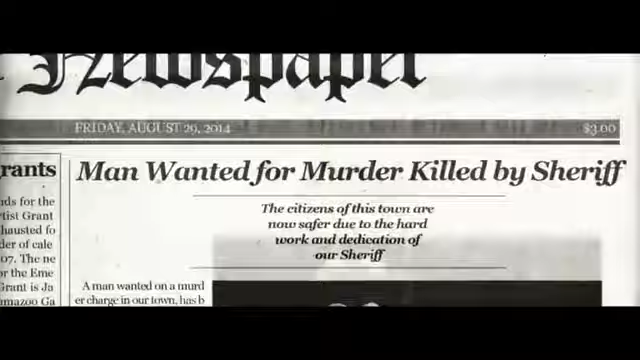 Newspaper
FRIDAY, AUGUST 29, 2014 $3.00
rants
Man Wanted for Murder Killed by Sheriff
The citizens of this town are
now safer due to the hard
work and dedication of
our Sheriff
ds for the
tist Grant
hausted fo
der of cale
07. The ne
or the Eme
Grant is Ja
mazoo Ga
A man wanted on a murd
er charge in our town, has b